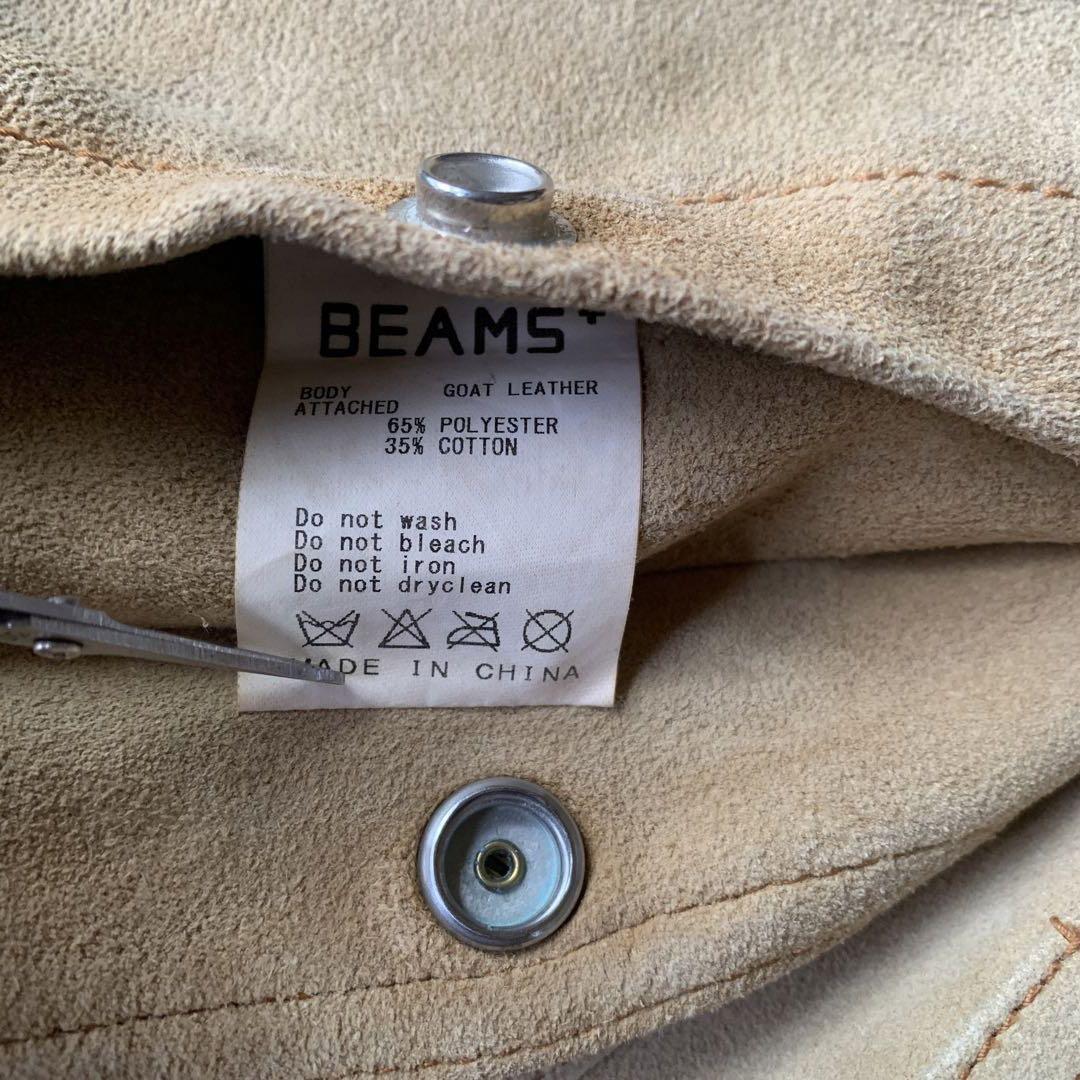 BEAMS+
BODY GOAT LEATHER
ATTACHED
65% POLYESTER
35% COTTON
Do not wash
Do not bleach
Do not iron
Do not dryclean
MADE IN CHINA